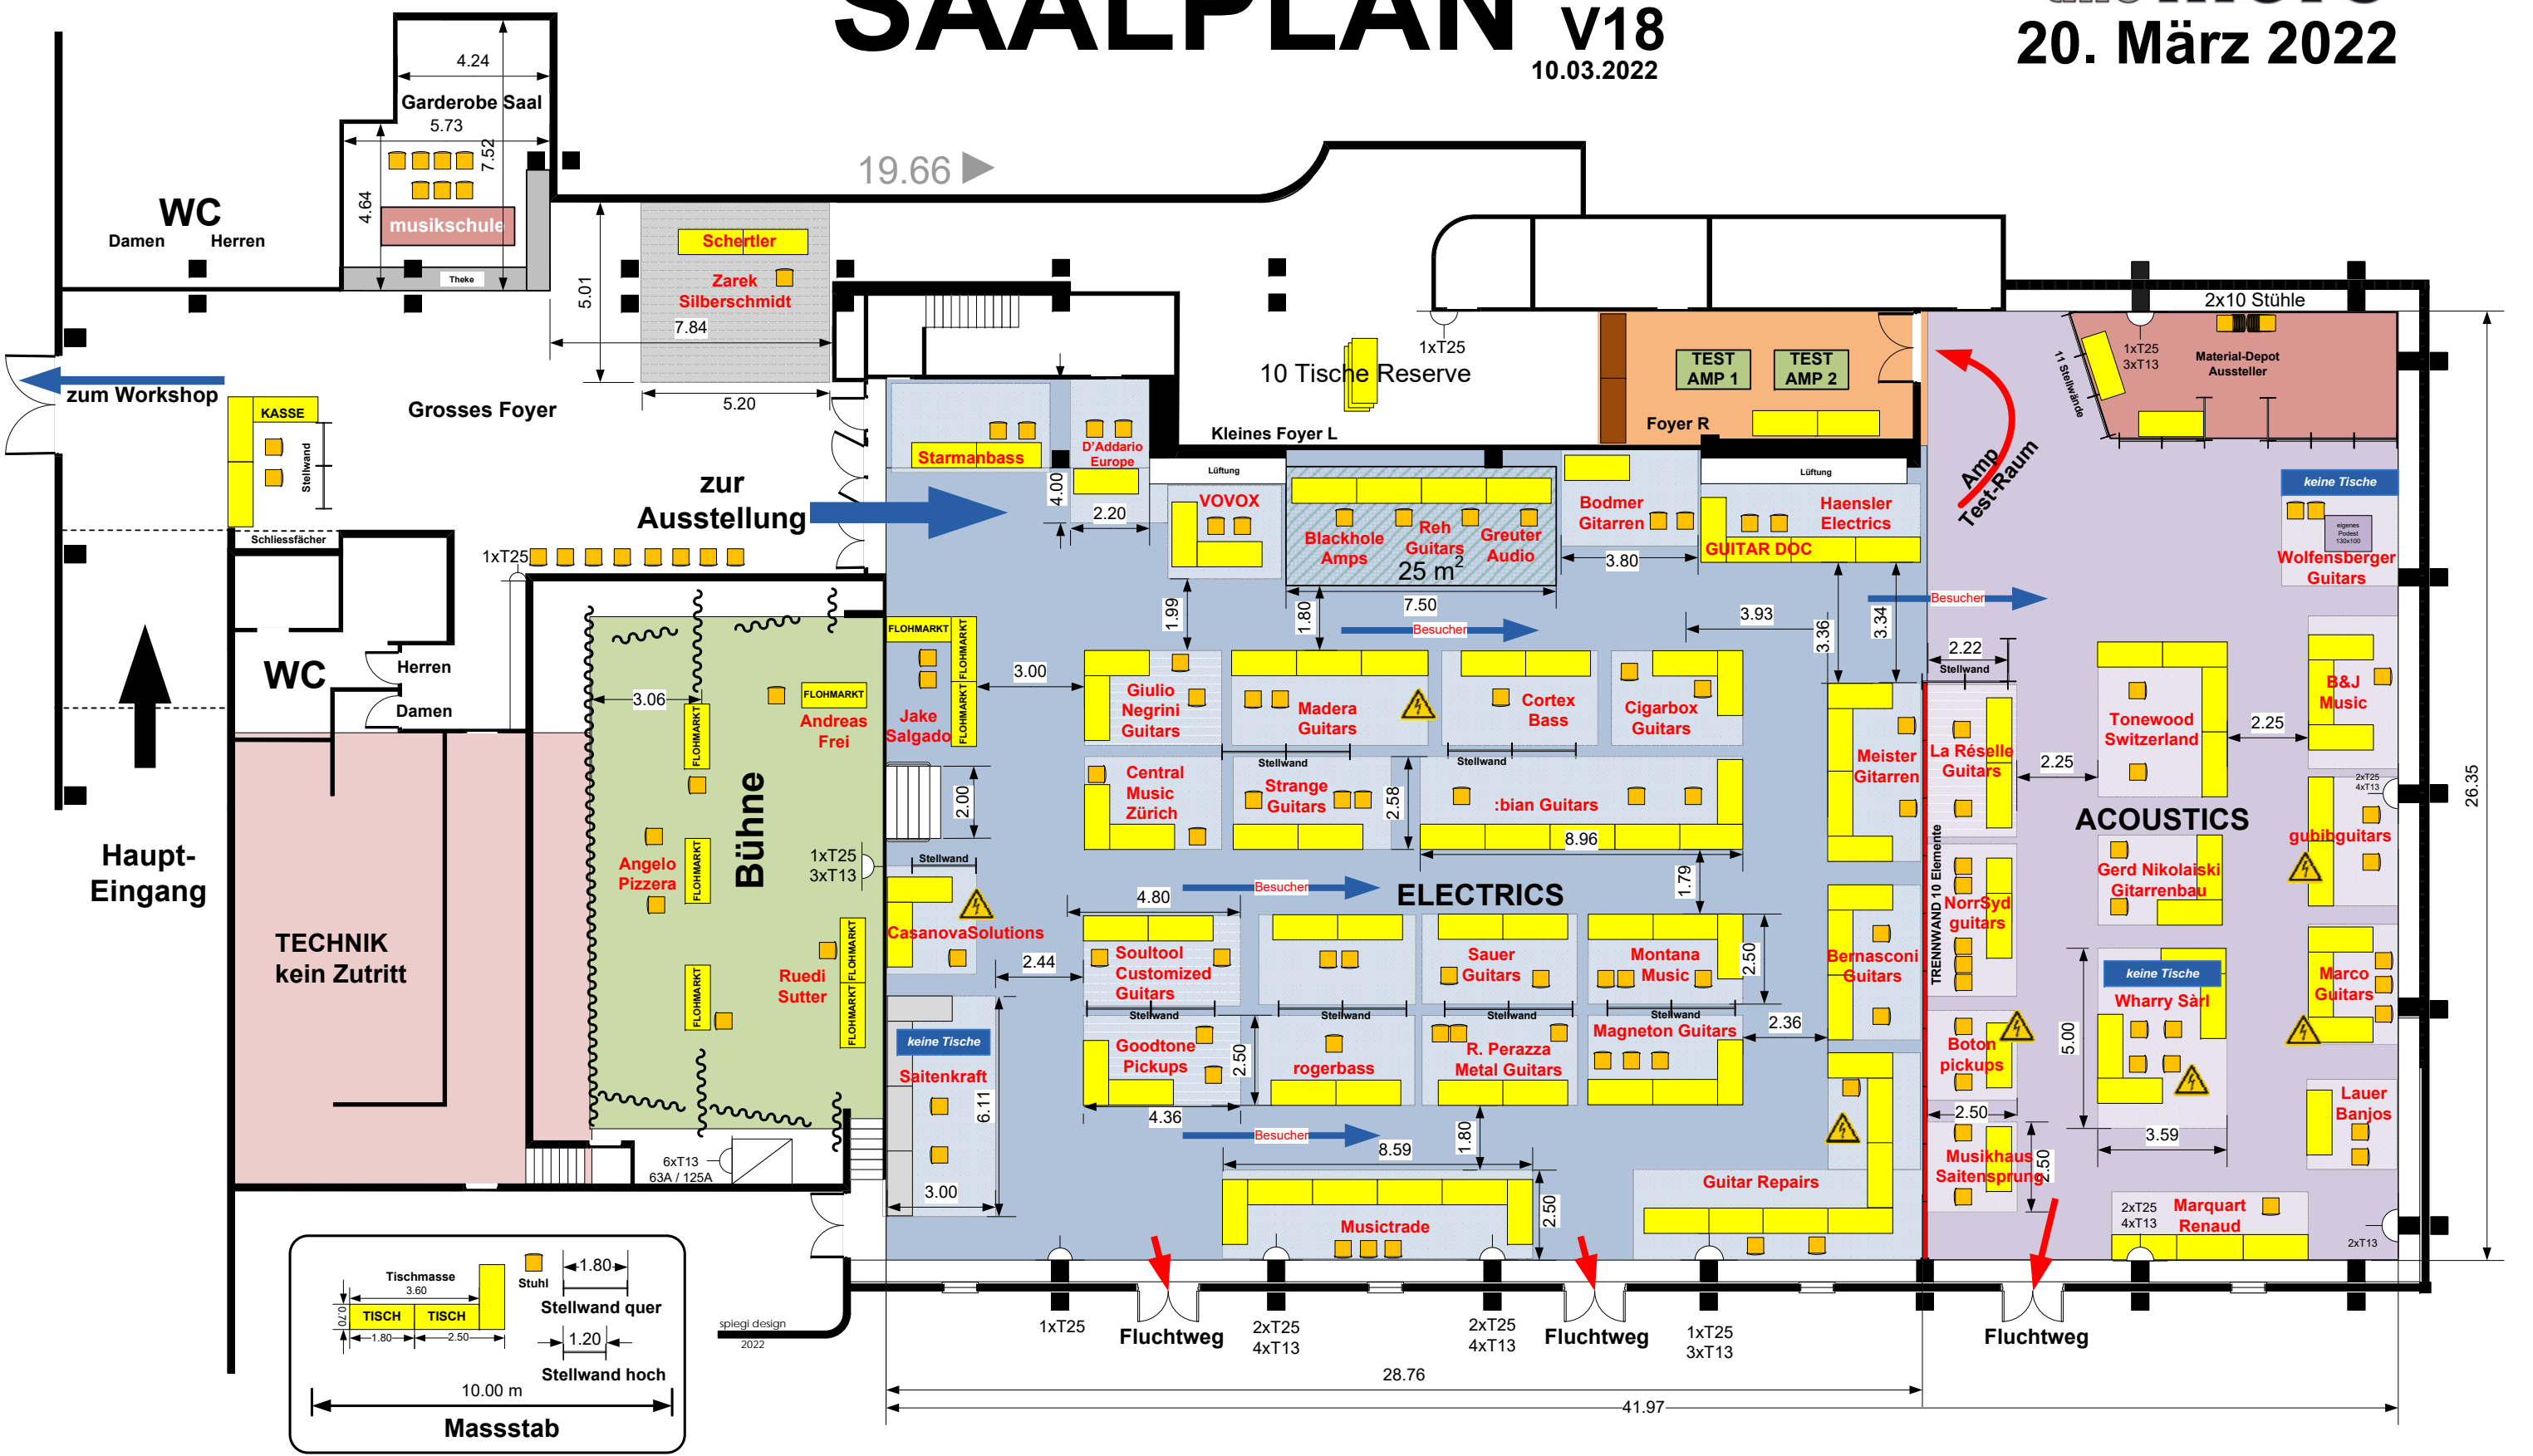 SAALPLAN V18
10.03.2022
20. März 2022
4.24
Garderobe Saal
5.73
7.52
4.64
musikschule
Theke
WC
Damen Herren
19.66
Schertler
Zarek
Silberschmidt
5.01
7.84
5.20
zum Workshop
Grosses Foyer
KASSE
Stellwand
Schliessfächer
zur
Ausstellung
1xT25
10 Tische Reserve
1xT25
Kleines Foyer L
TEST
AMP 1
TEST
AMP 2
Foyer R
2x10 Stühle
1xT25
3xT13
Material-Depot
Aussteller
11 Stellwände
Amp
Test-Raum
Starmanbass
D'Addario
Europe
4.00
2.20
Lüftung
VOVOX
Blackhole
Amps
Reh
Guitars
Greuter
Audio
25 m²
7.50
Bodmer
Gitarren
3.80
Lüftung
Haensler
Electrics
GUITAR DOC
keine Tische
eigenes
Podest
130x100
Wolfensberger
Guitars
1.99
1.80
Besucher
3.93
3.36
3.34
Besucher
2.22
Stellwand
WC
Herren
Damen
Haupt-
Eingang
TECHNIK
kein Zutritt
3.06
FLOHMARKT
FLOHMARKT
FLOHMARKT
FLOHMARKT
Andreas
Frei
Bühne
Angelo
Pizzera
1xT25
3xT13
Ruedi
Sutter
FLOHMARKT
FLOHMARKT
6xT13
63A / 125A
FLOHMARKT
FLOHMARKT
FLOHMARKT
Jake
Salgado
3.00
2.00
Giulio
Negrini
Guitars
Madera
Guitars
Cortex
Bass
Cigarbox
Guitars
Stellwand
Stellwand
Central
Music
Zürich
Strange
Guitars
2.58
:bian Guitars
8.96
Meister
Gitarren
La Réselle
Guitars
2.25
Tonewood
Switzerland
2.25
B&J
Music
2xT25
4xT13
ACOUSTICS
gubibguitars
Gerd Nikolaiski
Gitarrenbau
TRENNWAND 10 Elemente
NorrSyd
guitars
Stellwand
CasanovaSolutions
Besucher
ELECTRICS
1.79
4.80
2.44
Soultool
Customized
Guitars
Sauer
Guitars
Montana
Music
2.50
Bernasconi
Guitars
Stellwand
Stellwand
Stellwand
Stellwand
keine Tische
Saitenkraft
6.11
3.00
Goodtone
Pickups
2.50
4.36
rogerbass
R. Perazza
Metal Guitars
Magneton Guitars
2.36
Boton
pickups
2.50
keine Tische
Wharry Sàrl
5.00
3.59
Marco
Guitars
Lauer
Banjos
Besucher
8.59
1.80
Musictrade
2.50
Guitar Repairs
Musikhaus
Saitensprung
2.50
2xT25
4xT13
Marquart
Renaud
2xT13
26.35
Tischmasse
3.60
0.70
TISCH TISCH
1.80 2.50
Stuhl
1.80
Stellwand quer
1.20
Stellwand hoch
10.00 m
Massstab
spiegi design
2022
1xT25
Fluchtweg
2xT25
4xT13
2xT25
4xT13
Fluchtweg
1xT25
3xT13
Fluchtweg
28.76
41.97